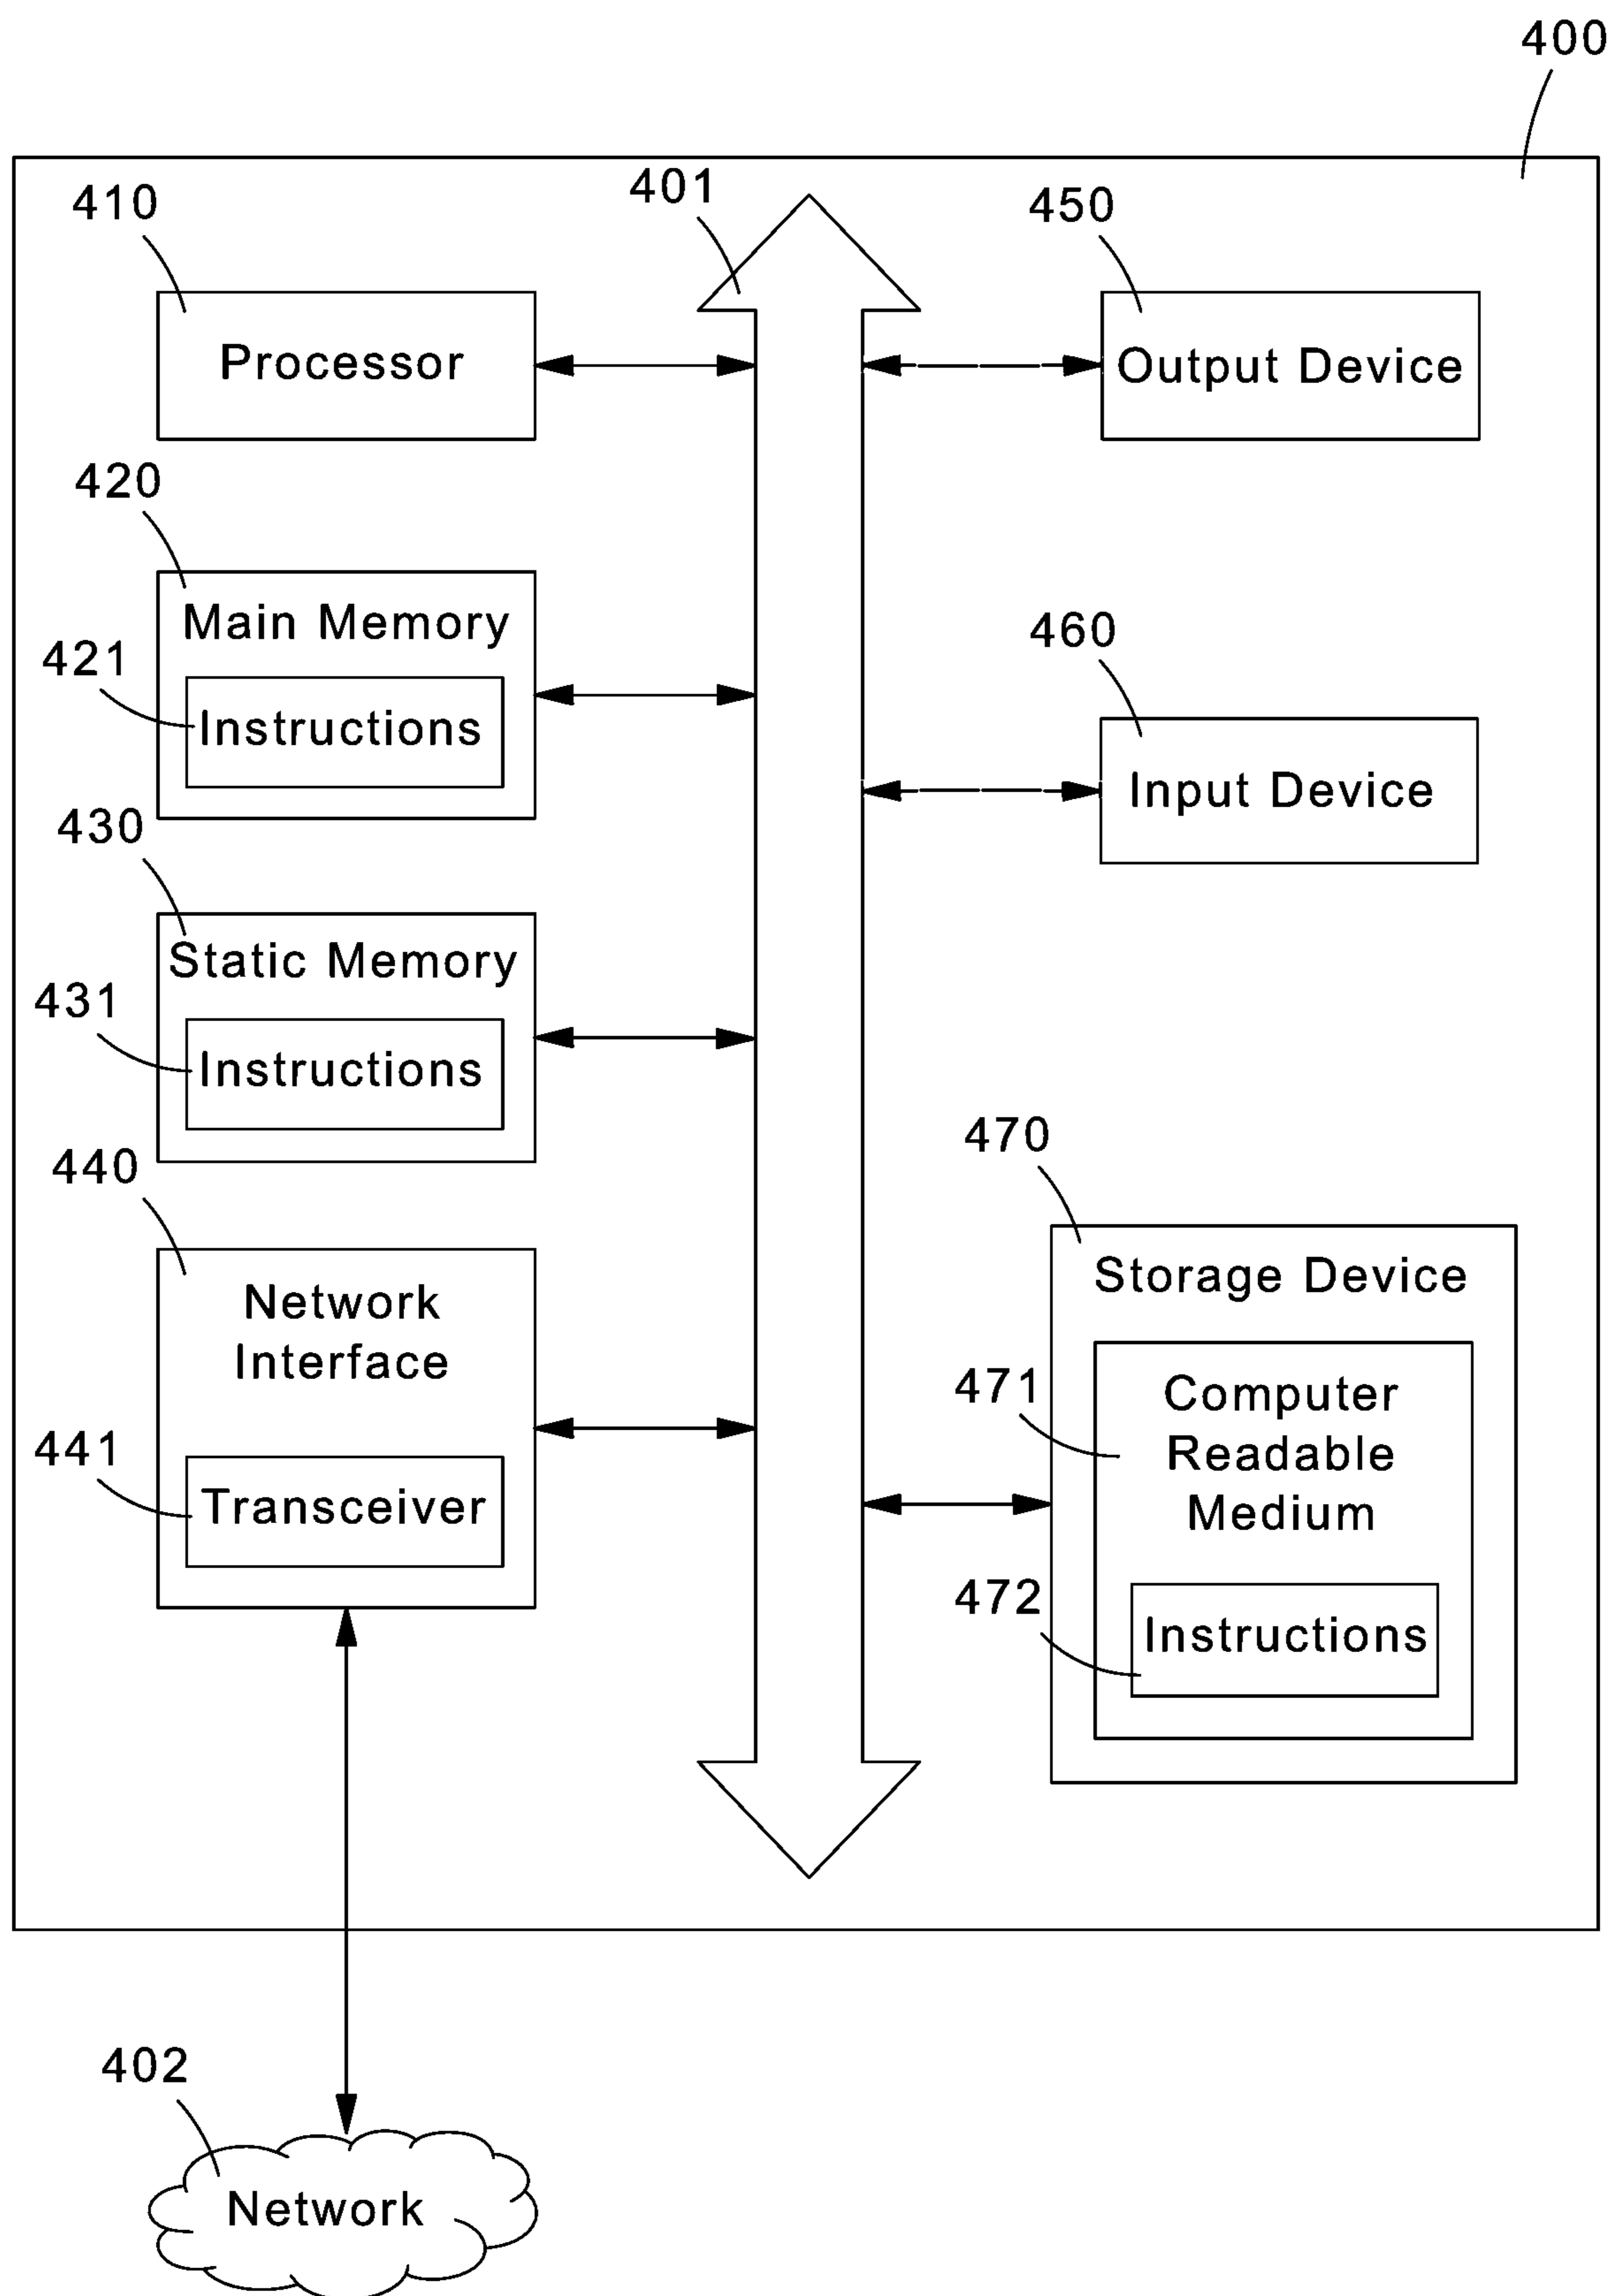 400
410
401
450
Processor
Output Device
420
Main Memory
421
Instructions
460
Input Device
430
Static Memory
431
Instructions
440
Network
Interface
441
Transceiver
470
Storage Device
471
Computer
Readable
Medium
472
Instructions
402
Network